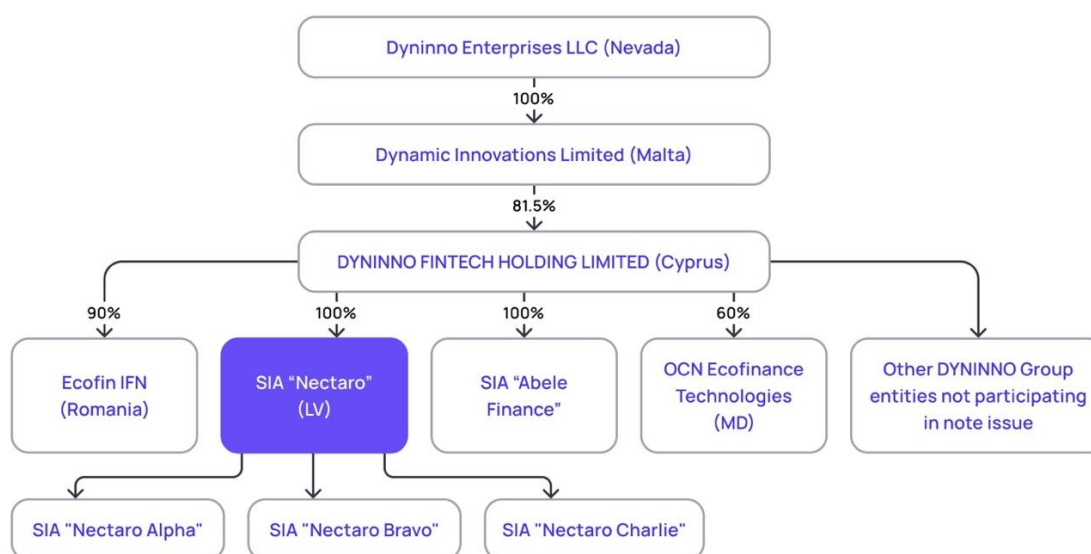 Dyninno Enterprises LLC (Nevada)
100%
Dynamic Innovations Limited (Malta)
81.5%
DYNINNO FINTECH HOLDING LIMITED (Cyprus)
90%
100%
100%
60%
Ecofin IFN
(Romania)
SIA “Nectaro”
(LV)
SIA “Abele
Finance”
OCN Ecofinance
Technologies
(MD)
Other DYNINNO Group
entities not participating
in note issue
SIA "Nectaro Alpha"
SIA "Nectaro Bravo"
SIA "Nectaro Charlie"